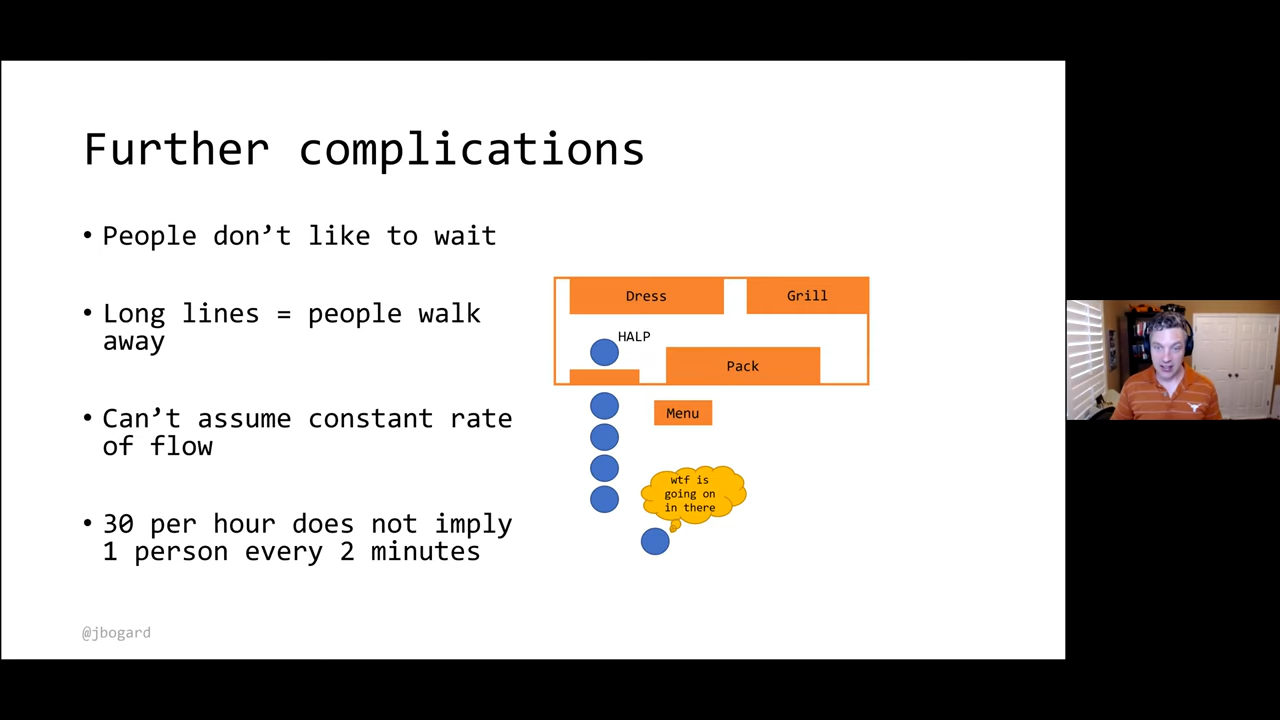 Further complications
• People don’t like to wait
• Long lines = people walk
away
• Can’t assume constant rate
of flow
• 30 per hour does not imply
1 person every 2 minutes
Dress
Grill
HALP
Pack
Menu
wtf is
going on
in there
@jbogard